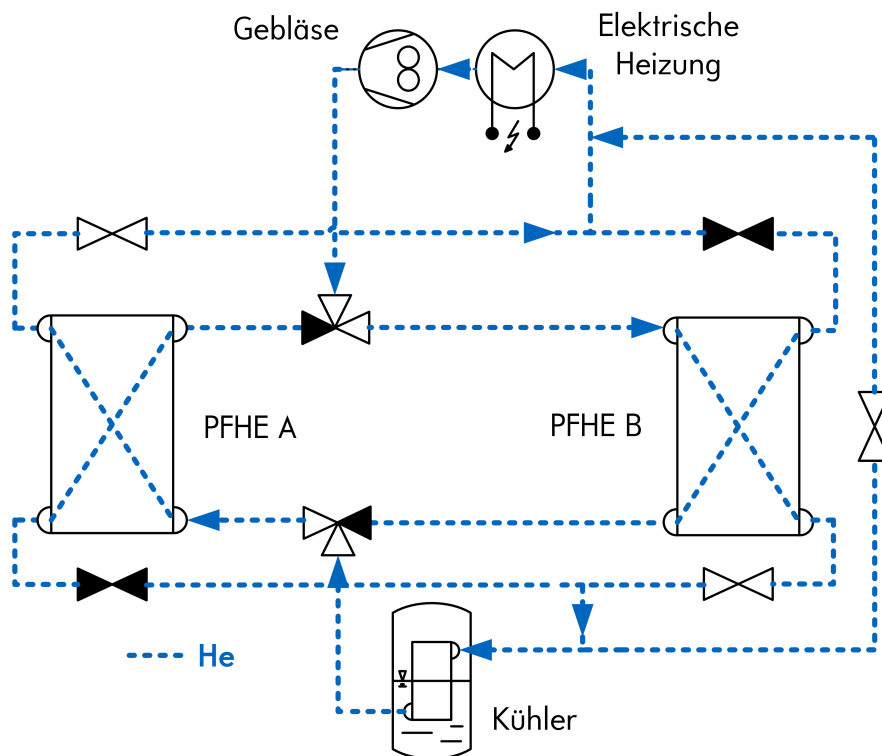 Gebläse
Elektrische
Heizung
PFHE A
PFHE B
He
Kühler